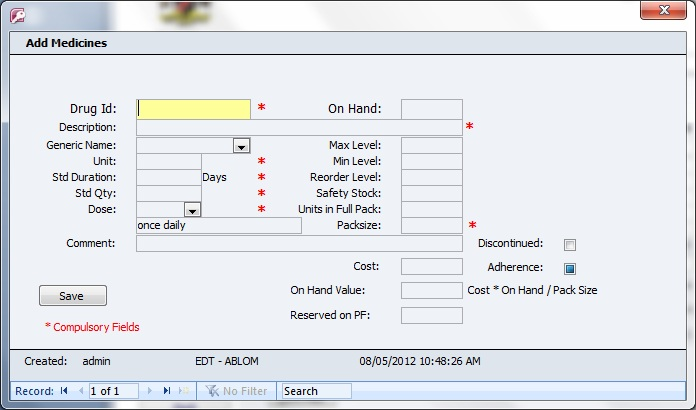 Add Medicines
Drug Id: * On Hand:
Description: *
Generic Name: Max Level:
Unit: * Min Level:
Std Duration: Days * Reorder Level:
Std Qty: * Safety Stock:
Dose: * Units in Full Pack:
once daily Packsize: *
Comment: Discontinued:
Cost: Adherence:
Save On Hand Value: Cost * On Hand / Pack Size
Reserved on PF:
* Compulsory Fields
Created: admin EDT - ABLOM 08/05/2012 10:48:26 AM
Record: 1 of 1 No Filter Search